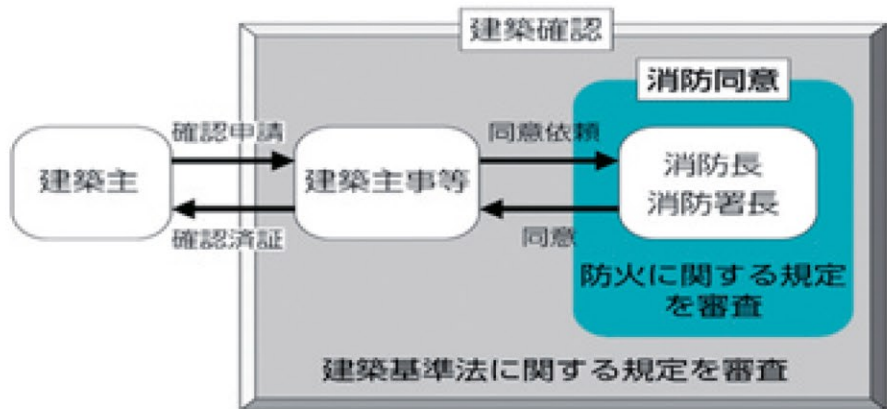 建築確認
消防同意
確認申請
同意依頼
建築主
建築主事等
消防長
消防署長
確認済証
同意
防火に関する規定
を審査
建築基準法に関する規定を審査